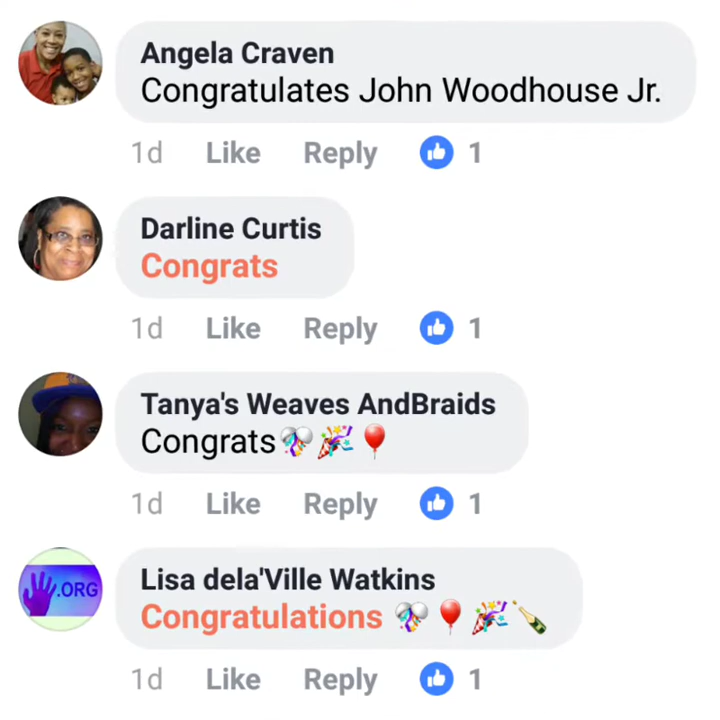 Angela Craven
Congratulates John Woodhouse Jr.
1d Like Reply 1
Darline Curtis
Congrats
1d Like Reply 1
Tanya's Weaves AndBraids
Congrats🎊🎉🎈
1d Like Reply 1
.ORG
Lisa dela'Ville Watkins
Congratulations 🎊🎈🎉🍾
1d Like Reply 1